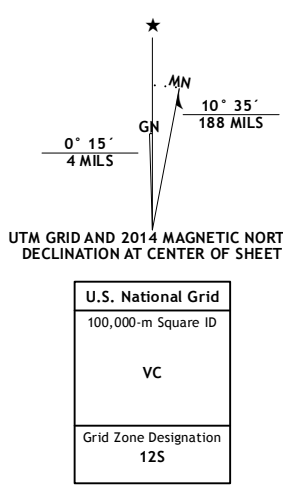 ★
MN
GN
10° 35´
188 MILS
0° 15´
4 MILS
UTM GRID AND 2014 MAGNETIC NORT
DECLINATION AT CENTER OF SHEET
U.S. National Grid
100,000-m Square ID
VC
Grid Zone Designation
12S